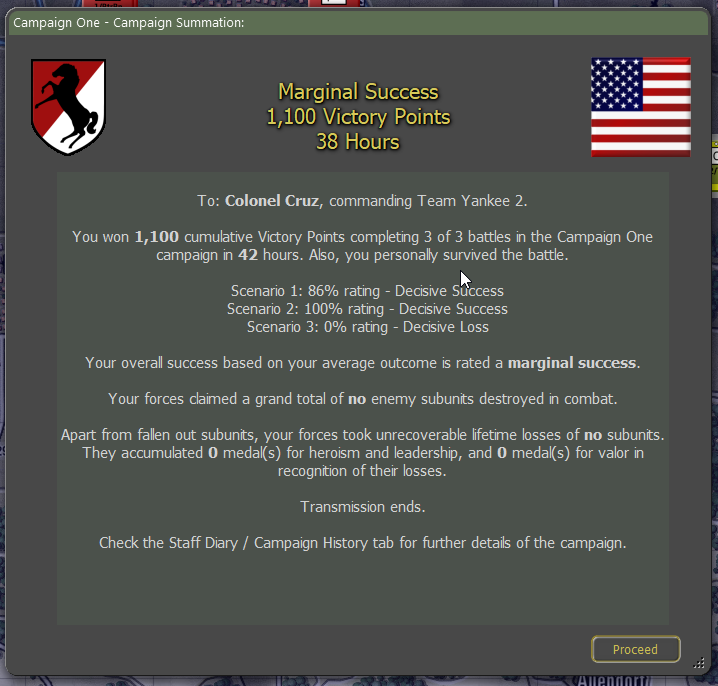 Campaign One - Campaign Summation:
Marginal Success
1,100 Victory Points
38 Hours
To: Colonel Cruz, commanding Team Yankee 2.
You won 1,100 cumulative Victory Points completing 3 of 3 battles in the Campaign One
campaign in 42 hours. Also, you personally survived the battle.
Scenario 1: 86% rating - Decisive Success
Scenario 2: 100% rating - Decisive Success
Scenario 3: 0% rating - Decisive Loss
Your overall success based on your average outcome is rated a marginal success.
Your forces claimed a grand total of no enemy subunits destroyed in combat.
Apart from fallen out subunits, your forces took unrecoverable lifetime losses of no subunits.
They accumulated 0 medal(s) for heroism and leadership, and 0 medal(s) for valor in
recognition of their losses.
Transmission ends.
Check the Staff Diary / Campaign History tab for further details of the campaign.
Proceed